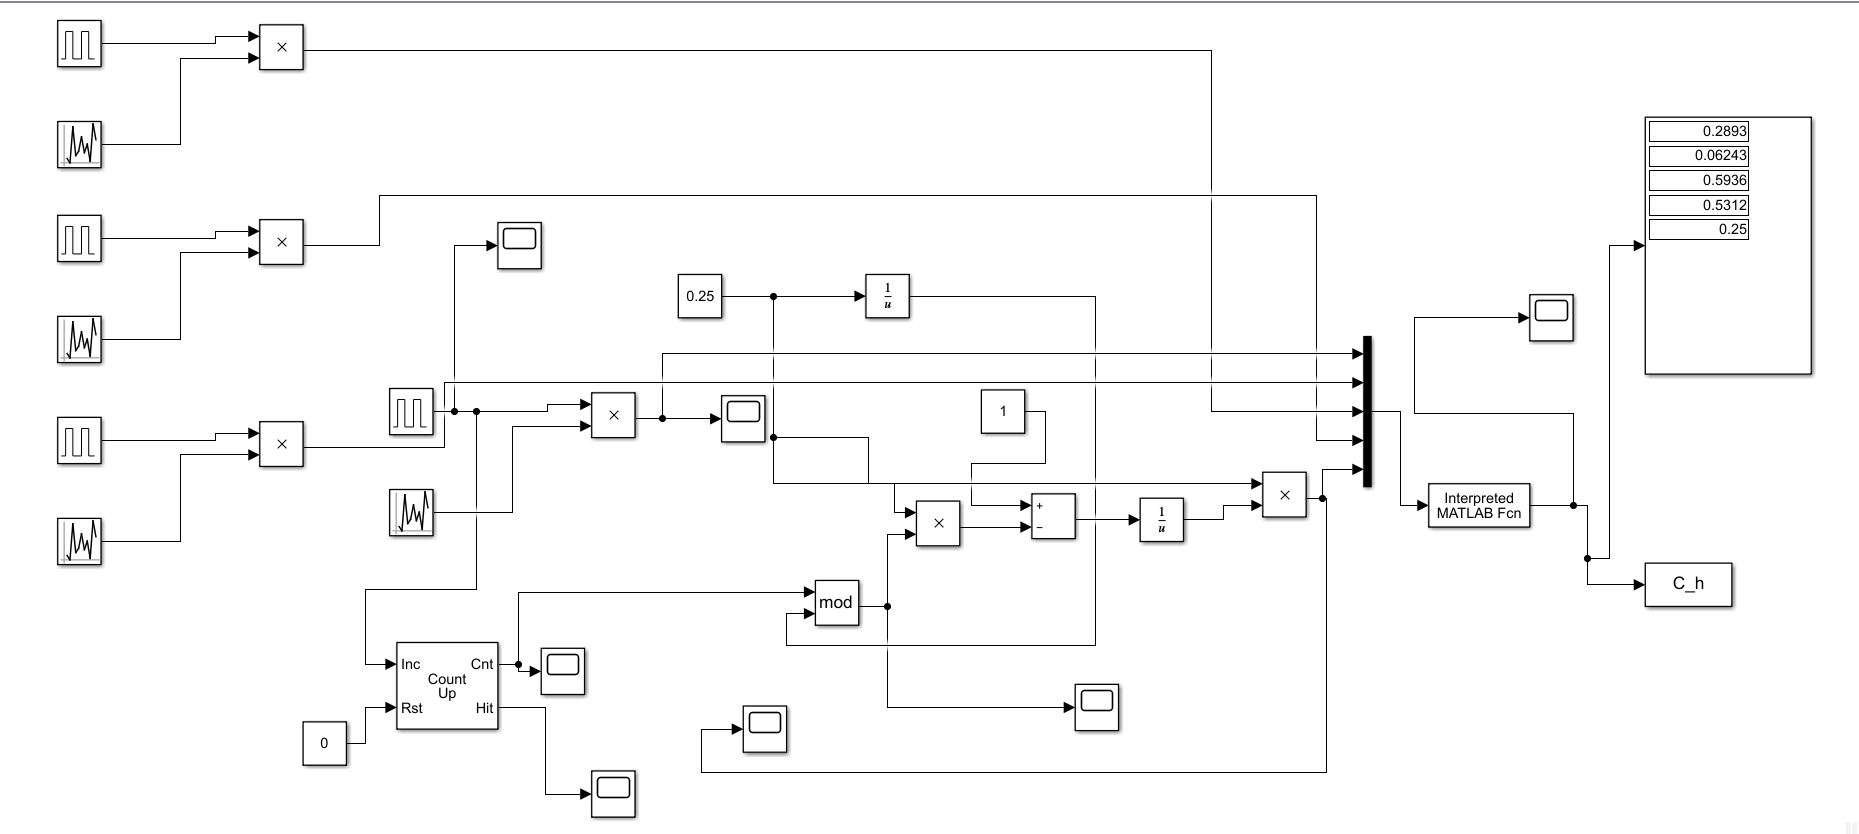 ×
0.2893
0.06243
0.5936
0.5312
0.25
×
0.25
1
u
×
1
×
×
×
+
−
1
u
Interpreted
MATLAB Fcn
mod
C_h
Inc
Cnt
Count
Up
Rst
Hit
0